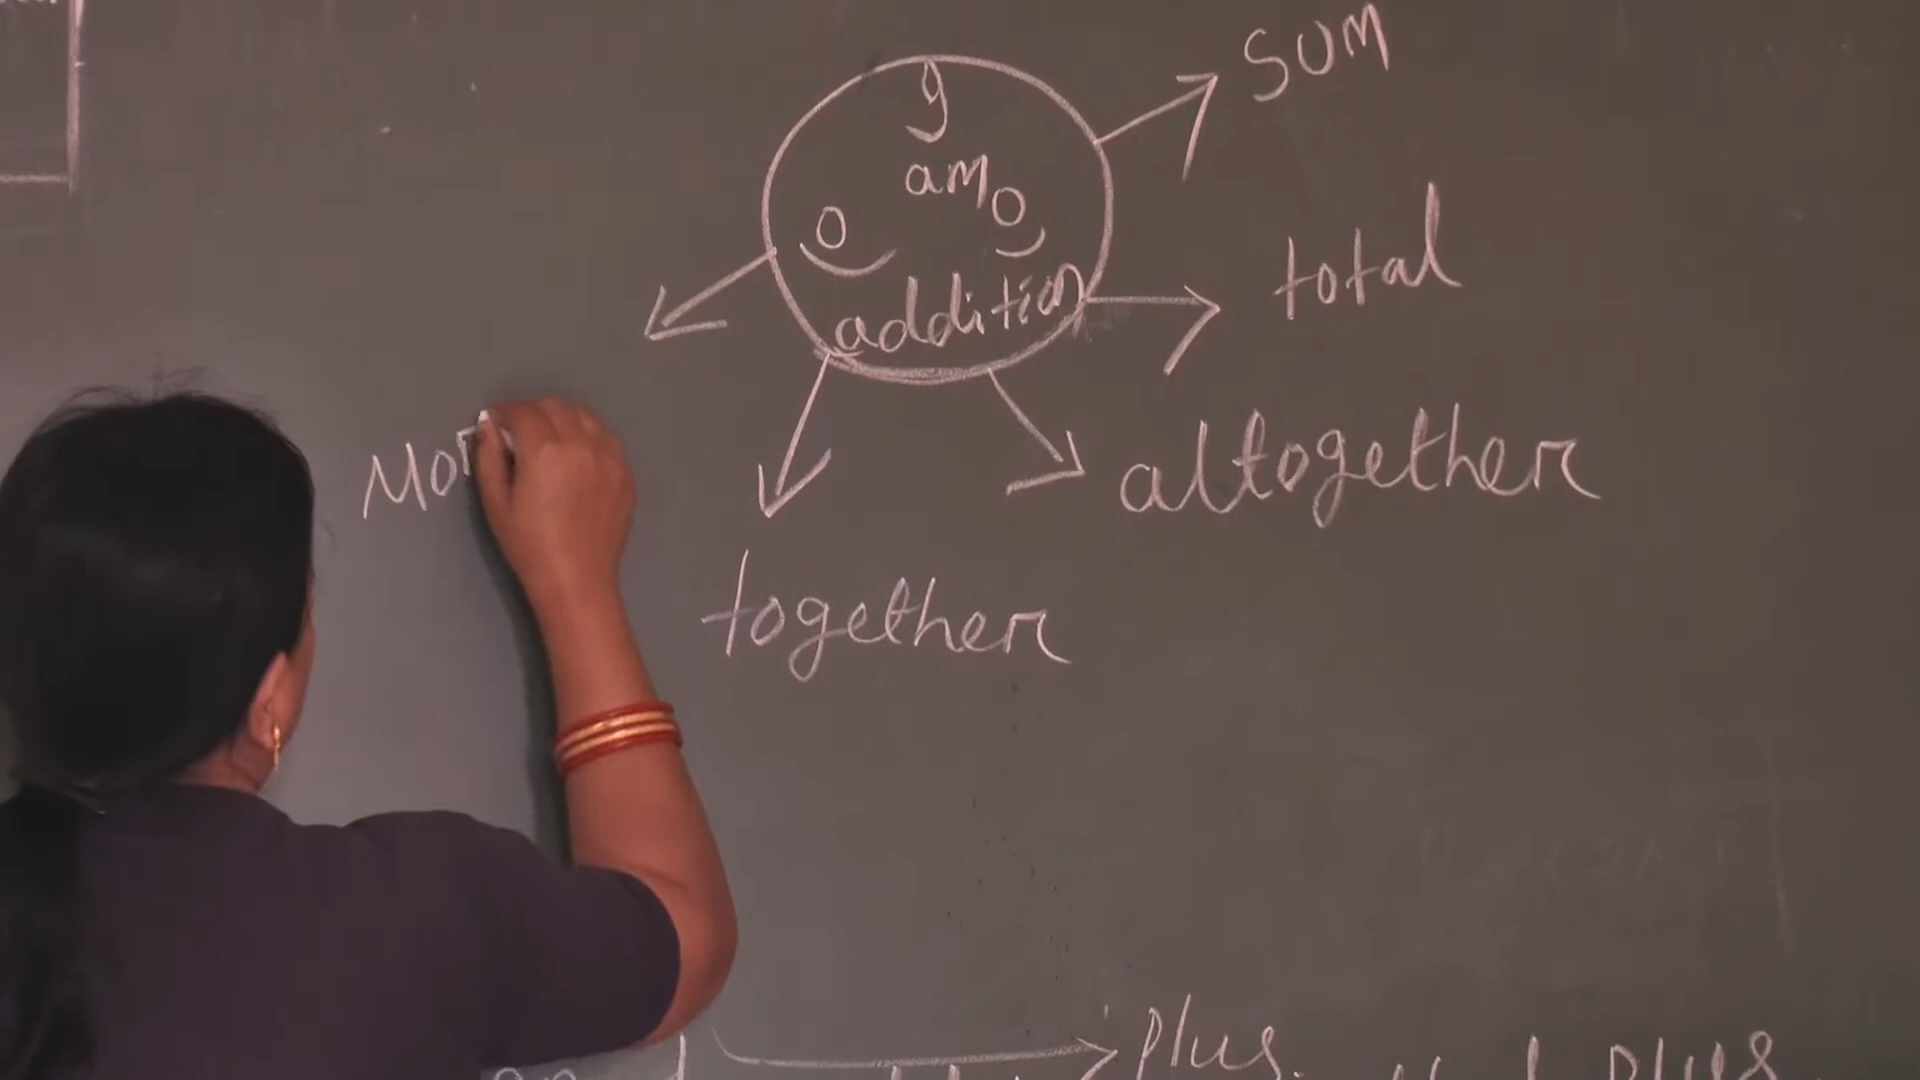 I
am
addition
SUM
total
altogether
together
Mor
Plus
Plus